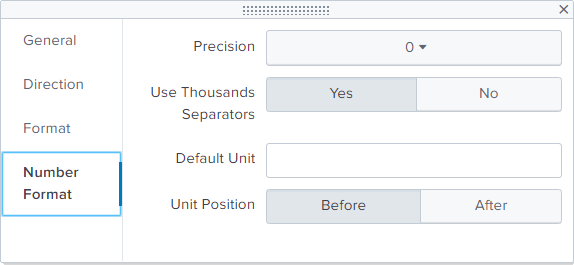 General
Direction
Format
Number
Format
Precision
0
Use Thousands
Separators
Yes
No
Default Unit
Unit Position
Before
After